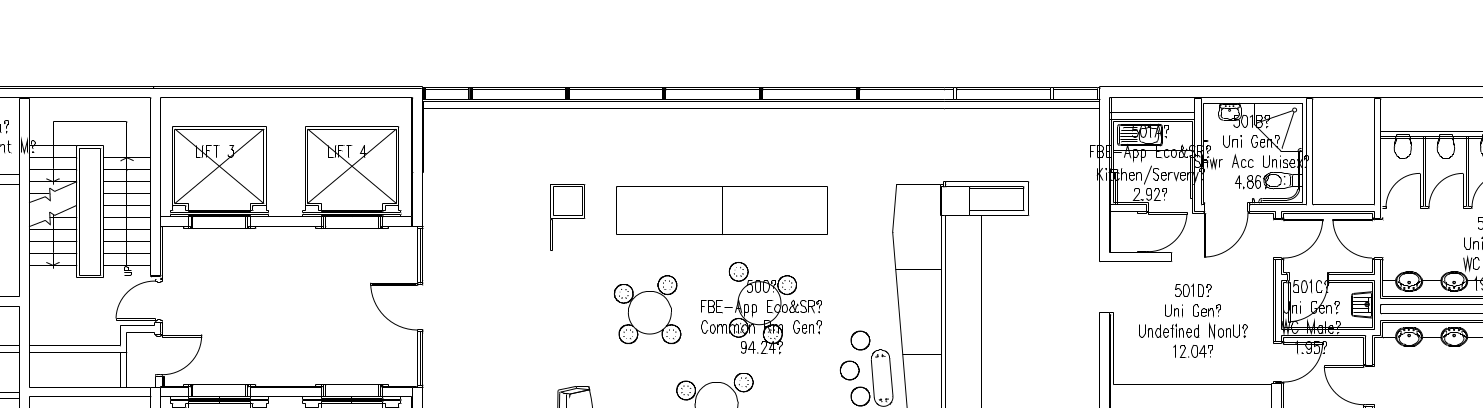 ?
nt M?
LIFT 3
LIFT 4
UP
500?
FBE-App Eco&SR?
Common Rm Gen?
94.24?
501A?
FBE-App Eco&SR?
Kitchen/Servery?
2.92?
501B?
Uni Gen?
Shwr Acc Unisex?
4.86?
501D?
Uni Gen?
Undefined NonU?
12.04?
501C?
Uni Gen?
WC Male?
1.95?
5
Uni
WC
19